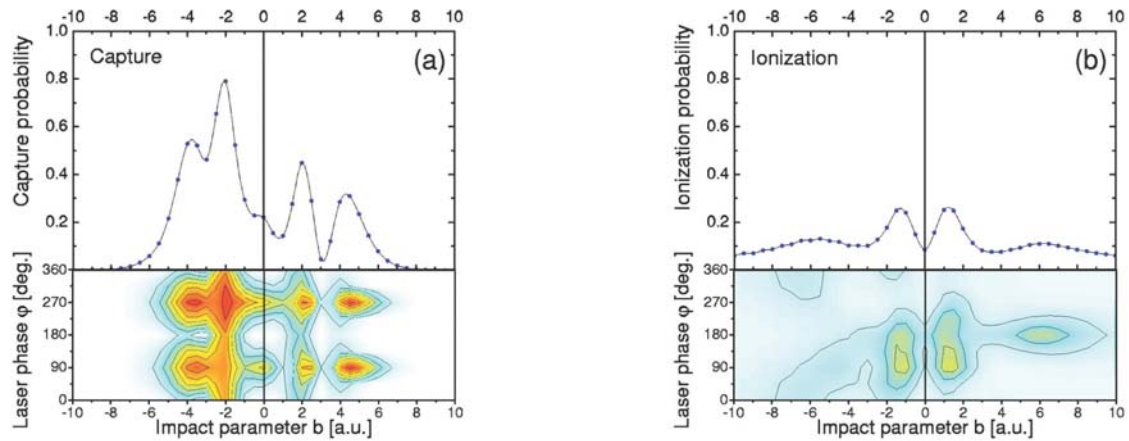 -10 -8 -6 -4 -2 0 2 4 6 8 10
1.0
0.8
0.6
0.4
0.2
Capture
(a)
Capture probability
360
270
180
90
0
Laser phase φ [deg.]
-10 -8 -6 -4 -2 0 2 4 6 8 10
Impact parameter b [a.u.]
-10 -8 -6 -4 -2 0 2 4 6 8 10
1.0
0.8
0.6
0.4
0.2
Ionization
(b)
Ionization probability
360
270
180
90
0
Laser phase φ [deg.]
-10 -8 -6 -4 -2 0 2 4 6 8 10
Impact parameter b [a.u.]